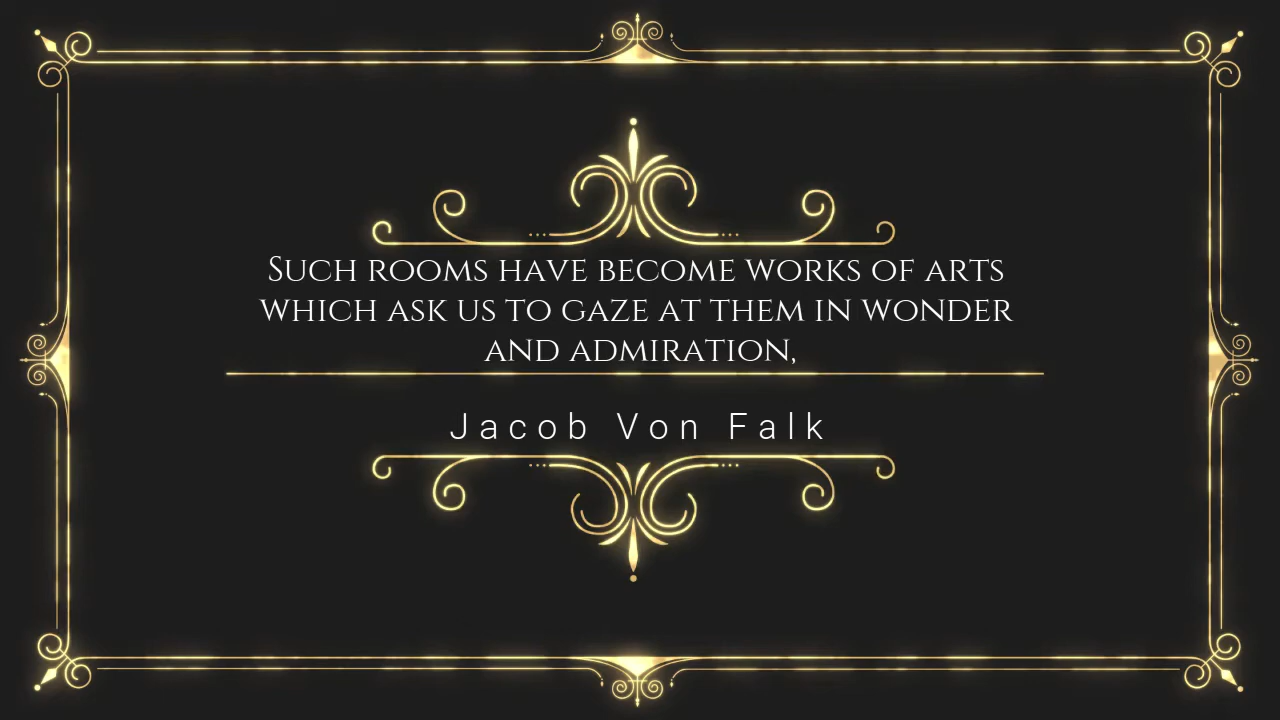 Such rooms have become works of arts
which ask us to gaze at them in wonder
and admiration,
Jacob Von Falk